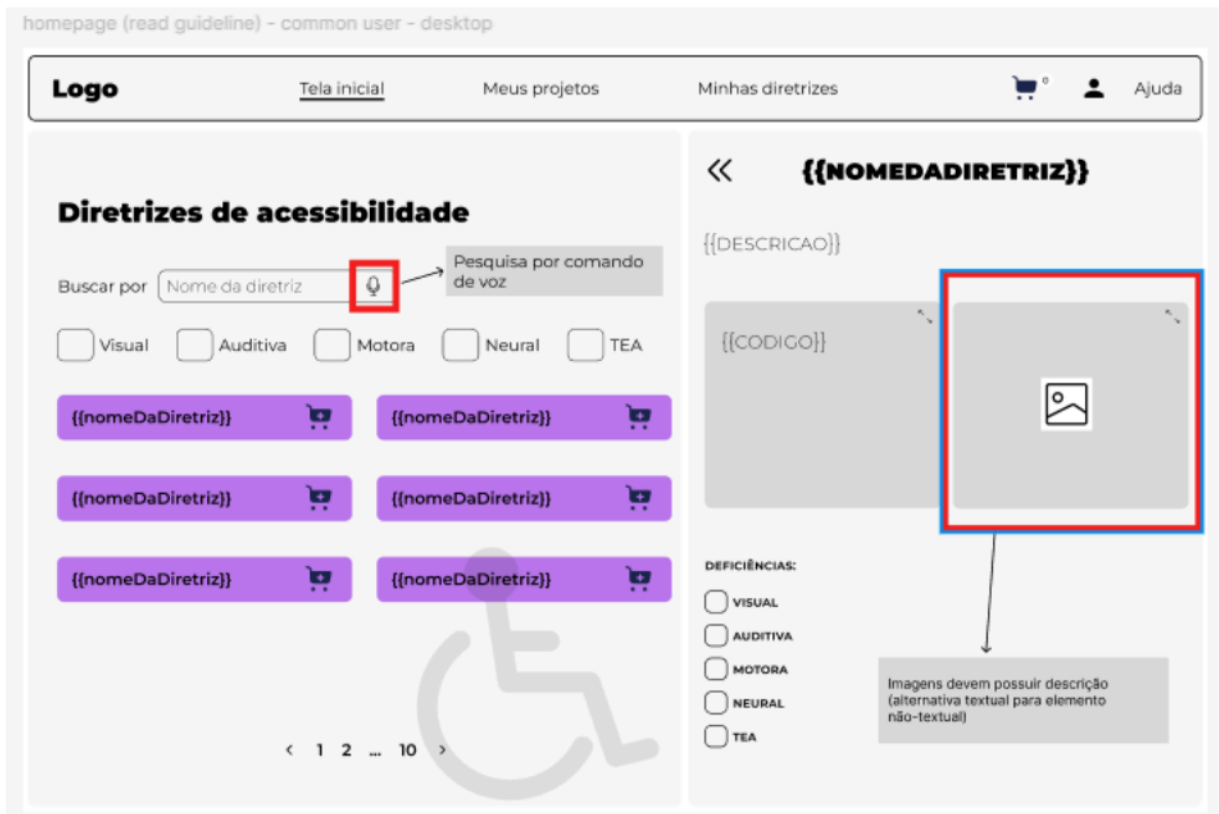 homepage (read guideline) - common user - desktop
Logo
Tela inicial
Meus projetos
Minhas diretrizes
0
Ajuda
Diretrizes de acessibilidade
Buscar por
Nome da diretriz
Pesquisa por comando
de voz
Visual
Auditiva
Motora
Neural
TEA
{{nomeDaDiretriz}}
{{nomeDaDiretriz}}
{{nomeDaDiretriz}}
{{nomeDaDiretriz}}
{{nomeDaDiretriz}}
{{nomeDaDiretriz}}
< 1 2 ... 10 >
{{NOMEDADIRETRIZ}}
{{DESCRICAO}}
{{CODIGO}}
DEFICIÊNCIAS:
VISUAL
AUDITIVA
MOTORA
NEURAL
TEA
Imagens devem possuir descrição
(alternativa textual para elemento
não-textual)